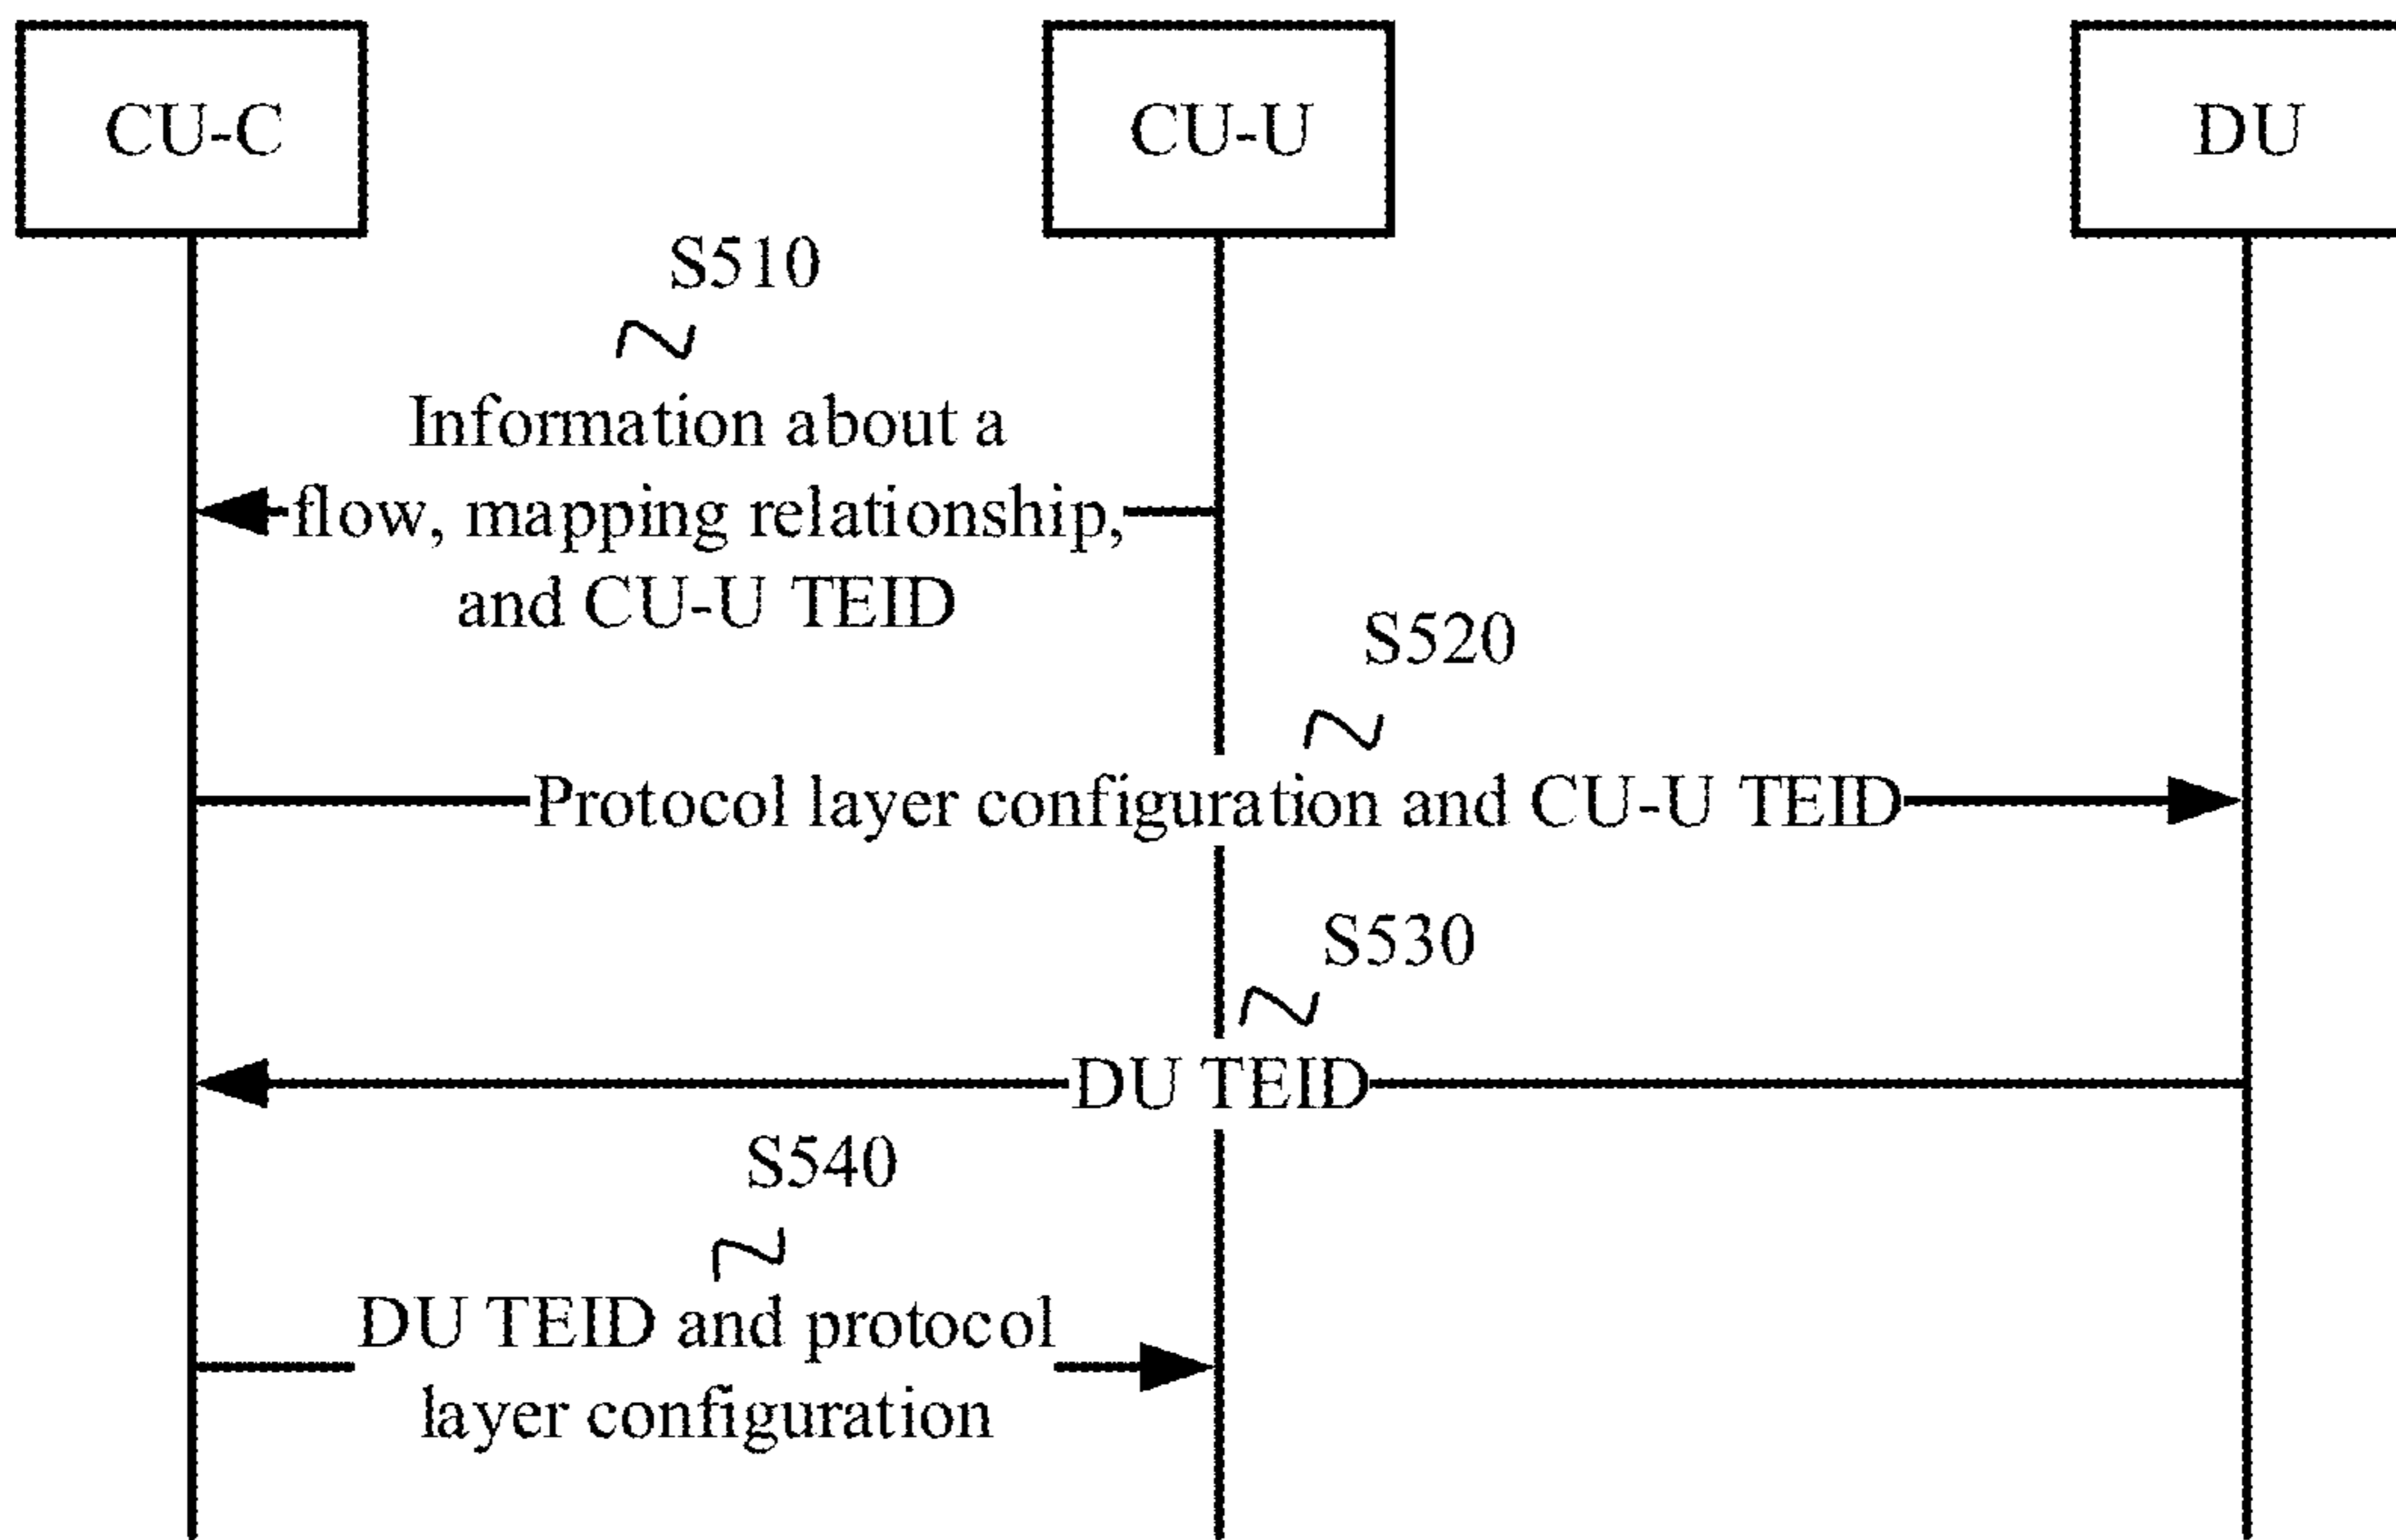 CU-C
CU-U
DU
S510
Information about a
flow, mapping relationship,
and CU-U TEID
S520
Protocol layer configuration and CU-U TEID
S530
DU TEID
S540
DU TEID and protocol
layer configuration